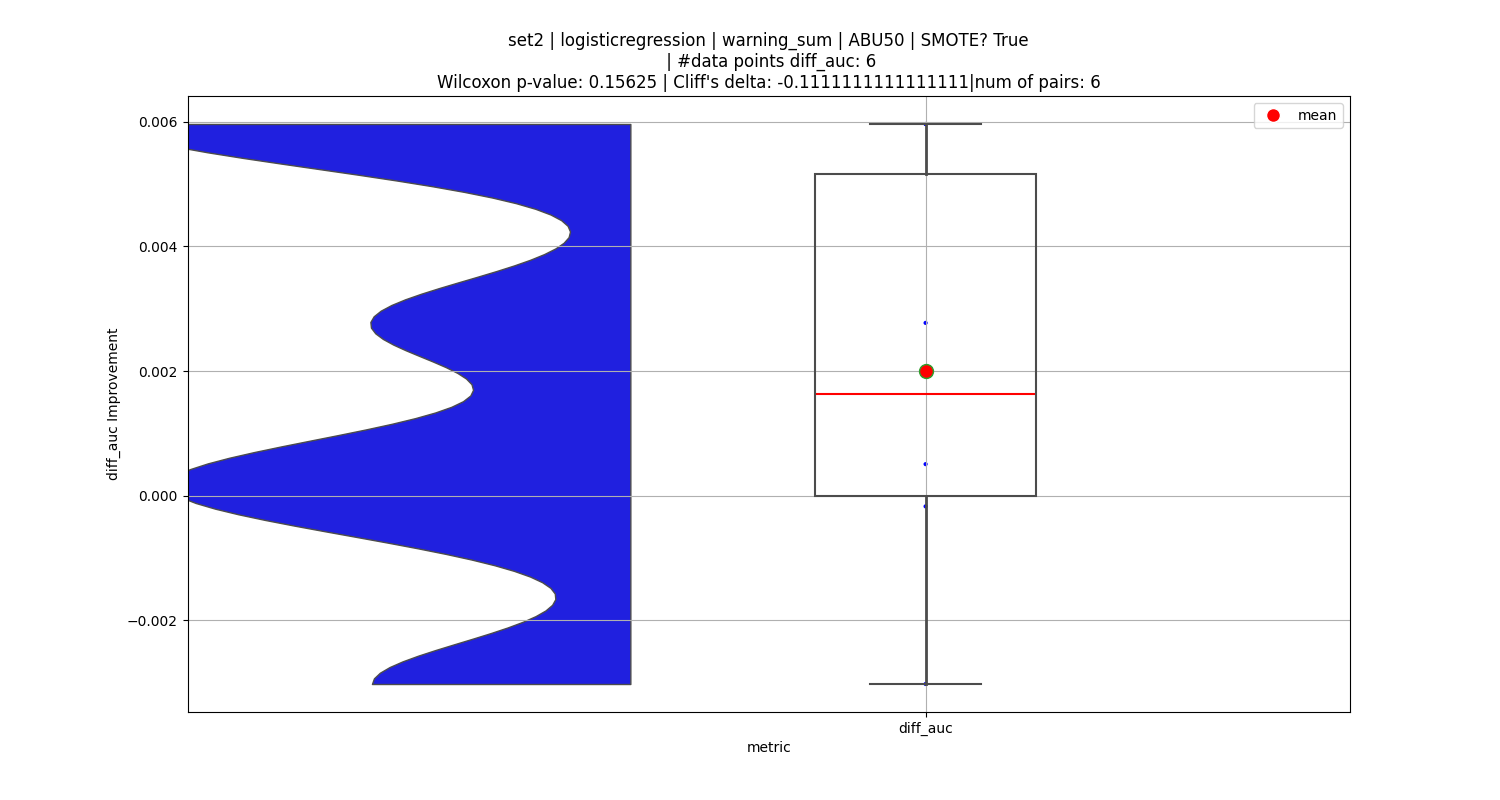 set2 | logisticregression | warning_sum | ABU50 | SMOTE? True
| #data points diff_auc: 6
Wilcoxon p-value: 0.15625 | Cliff's delta: -0.1111111111111111|num of pairs: 6
mean
0.006
0.004
0.002
0.000
−0.002
diff_auc Improvement
diff_auc
metric